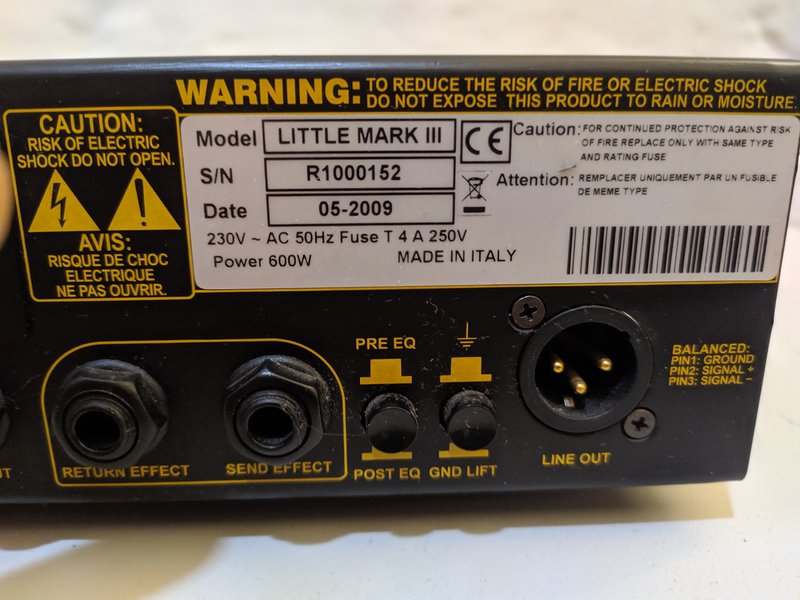 WARNING: TO REDUCE THE RISK OF FIRE OR ELECTRIC SHOCK
DO NOT EXPOSE THIS PRODUCT TO RAIN OR MOISTURE.
CAUTION:
RISK OF ELECTRIC
SHOCK DO NOT OPEN.
AVIS:
RISQUE DE CHOC
ELECTRIQUE
NE PAS OUVRIR.
Model LITTLE MARK III
S/N R1000152
Date 05-2009
230V ~ AC 50Hz Fuse T 4 A 250V
Power 600W MADE IN ITALY
CE
Caution: FOR CONTINUED PROTECTION AGAINST RISK
OF FIRE REPLACE ONLY WITH SAME TYPE
AND RATING FUSE
Attention: REMPLACER UNIQUEMENT PAR UN FUSIBLE
DE MEME TYPE
RETURN EFFECT
SEND EFFECT
PRE EQ
POST EQ
GND LIFT
LINE OUT
BALANCED:
PIN1: GROUND
PIN2: SIGNAL +
PIN3: SIGNAL –